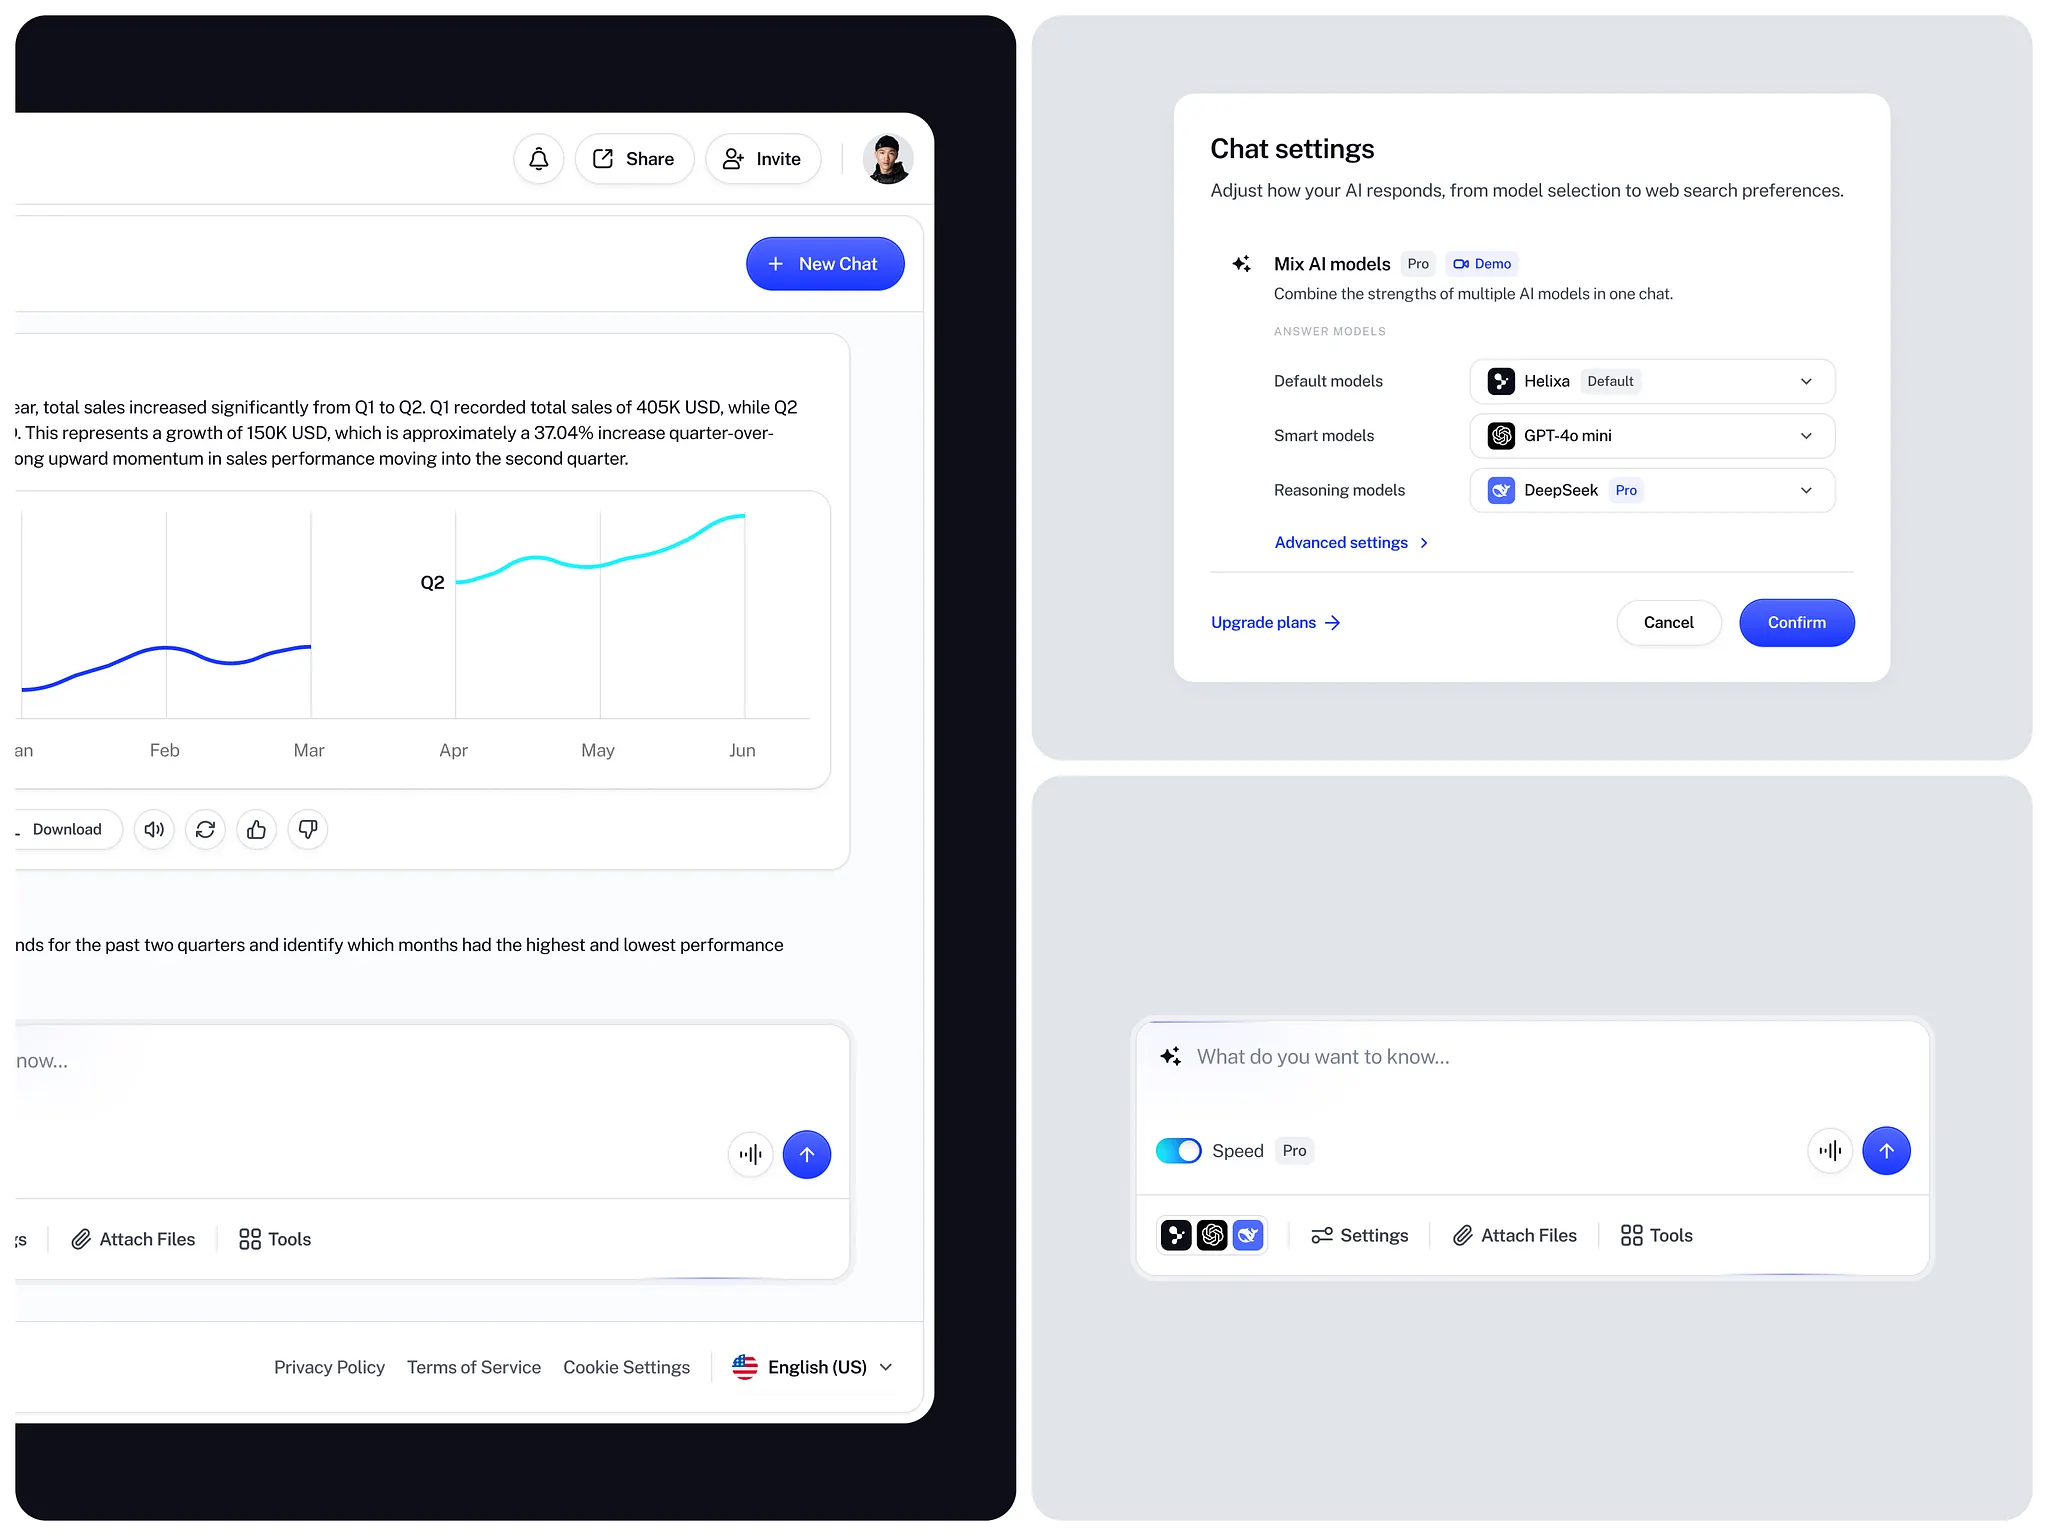 Share
Invite
New Chat
ear, total sales increased significantly from Q1 to Q2. Q1 recorded total sales of 405K USD, while Q2
. This represents a growth of 150K USD, which is approximately a 37.04% increase quarter-over-
ong upward momentum in sales performance moving into the second quarter.
Q2
an Feb Mar Apr May Jun
Download
nds for the past two quarters and identify which months had the highest and lowest performance
now...
gs Attach Files Tools
Privacy Policy Terms of Service Cookie Settings English (US)
Chat settings
Adjust how your AI responds, from model selection to web search preferences.
Mix AI models Pro Demo
Combine the strengths of multiple AI models in one chat.
ANSWER MODELS
Default models Helixa Default
Smart models GPT-4o mini
Reasoning models DeepSeek Pro
Advanced settings
Upgrade plans Cancel Confirm
What do you want to know...
Speed Pro
Settings Attach Files Tools